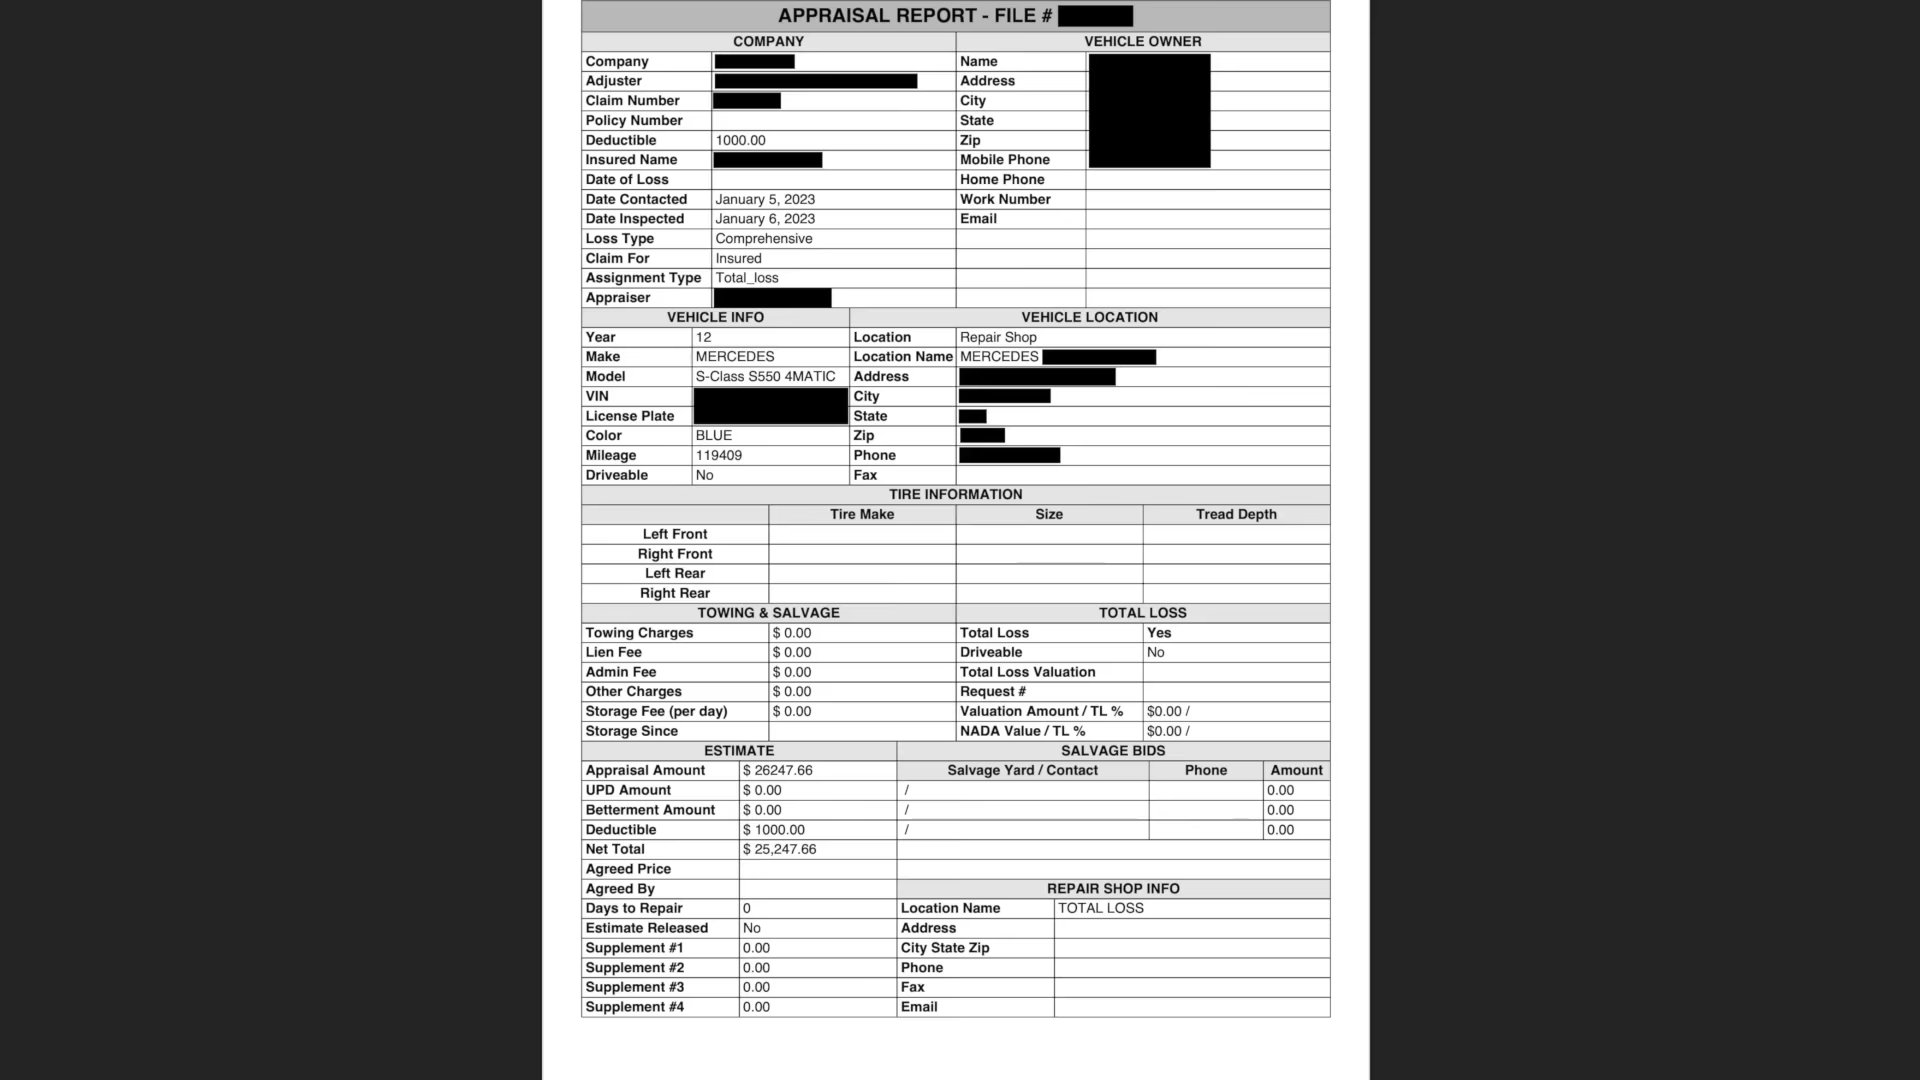 APPRAISAL REPORT - FILE #
COMPANY VEHICLE OWNER
Company Name
Adjuster Address
Claim Number City
Policy Number State
Deductible 1000.00 Zip
Insured Name Mobile Phone
Date of Loss Home Phone
Date Contacted January 5, 2023 Work Number
Date Inspected January 6, 2023 Email
Loss Type Comprehensive
Claim For Insured
Assignment Type Total_loss
Appraiser
VEHICLE INFO VEHICLE LOCATION
Year 12 Location Repair Shop
Make MERCEDES Location Name MERCEDES
Model S-Class S550 4MATIC Address
VIN City
License Plate State
Color BLUE Zip
Mileage 119409 Phone
Driveable No Fax
TIRE INFORMATION
Tire Make Size Tread Depth
Left Front
Right Front
Left Rear
Right Rear
TOWING & SALVAGE TOTAL LOSS
Towing Charges $ 0.00 Total Loss Yes
Lien Fee $ 0.00 Driveable No
Admin Fee $ 0.00 Total Loss Valuation
Other Charges $ 0.00 Request #
Storage Fee (per day) $ 0.00 Valuation Amount / TL % $0.00 /
Storage Since NADA Value / TL % $0.00 /
ESTIMATE SALVAGE BIDS
Appraisal Amount $ 26247.66 Salvage Yard / Contact Phone Amount
UPD Amount $ 0.00 / 0.00
Betterment Amount $ 0.00 / 0.00
Deductible $ 1000.00 / 0.00
Net Total $ 25,247.66
Agreed Price
Agreed By REPAIR SHOP INFO
Days to Repair 0 Location Name TOTAL LOSS
Estimate Released No Address
Supplement #1 0.00 City State Zip
Supplement #2 0.00 Phone
Supplement #3 0.00 Fax
Supplement #4 0.00 Email